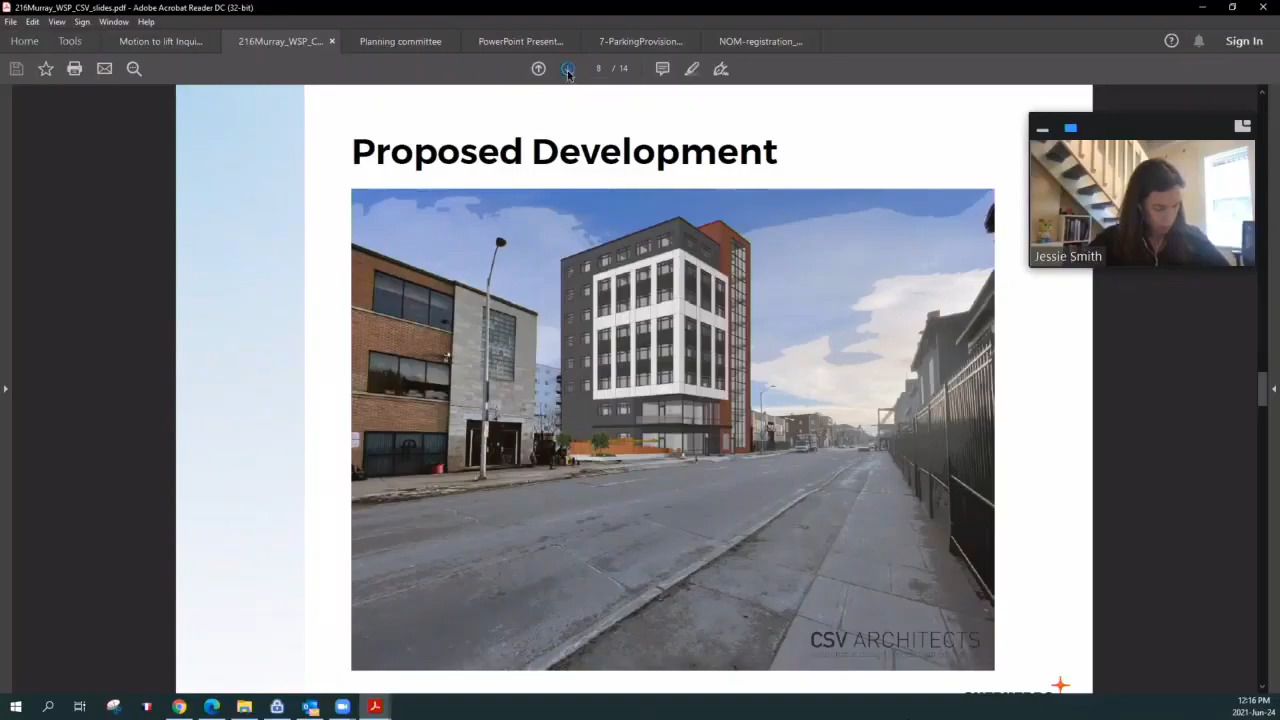 216Murray_WSP_CSV_slides.pdf - Adobe Acrobat Reader DC (32-bit)
File Edit View Sign Window Help
Home Tools Motion to lift Inqui... 216Murray_WSP_C... × Planning committee PowerPoint Present... 7-ParkingProvision... NOM-registration_... Sign In
8 / 14
Proposed Development
Jessie Smith
CSV ARCHITECTS
12:16 PM
2021-Jun-24